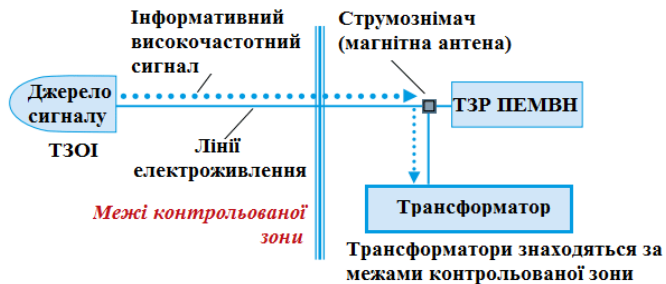 Інформативний
високочастотний
сигнал
Струмознімач
(магнітна антена)
Джерело
сигналу
ТЗОІ
ТЗР ПЕМВН
Лінії
електроживлення
Межі контрольованої
зони
Трансформатор
Трансформатори знаходяться за
межами контрольованої зони